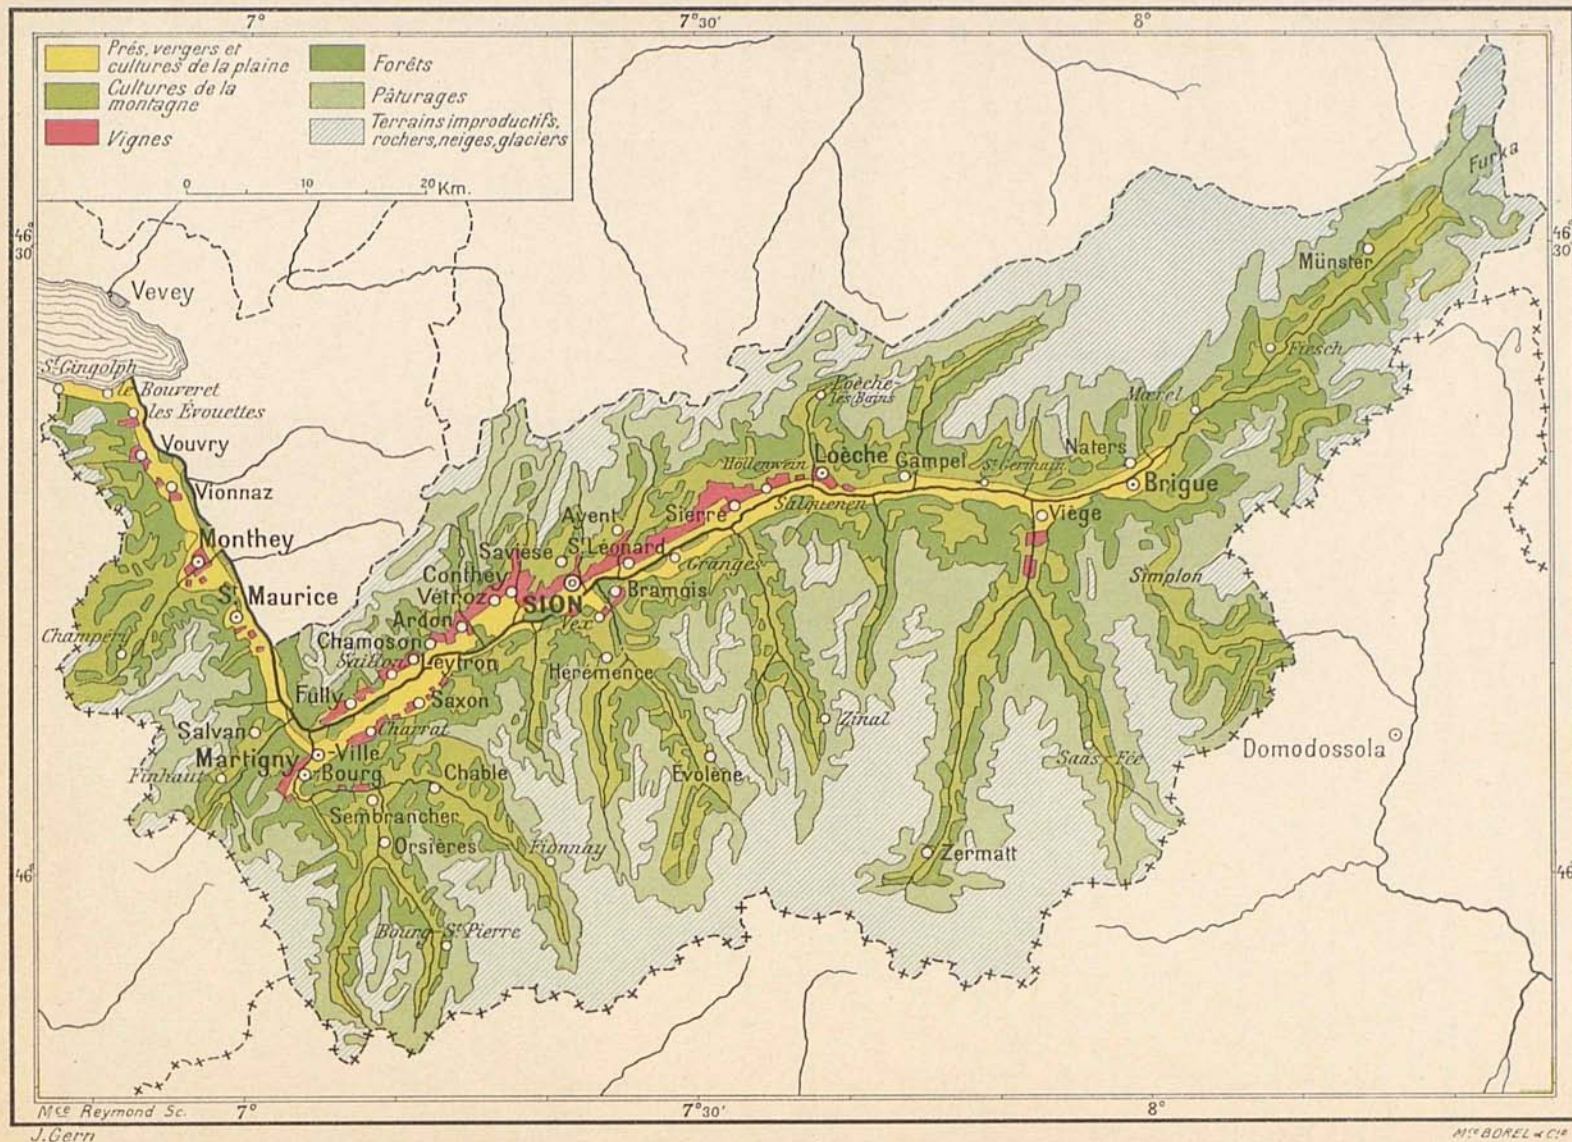 7° 7°30' 8°
Prés, vergers et
cultures de la plaine
Cultures de la
montagne
Vignes
Forêts
Pâturages
Terrains improductifs,
rochers, neiges, glaciers
0 10 20 Km.
46°
30'
46°
30'
Furka
Münster
Vevey
Fiesch
St Gingolph
le Bouveret
les Évouettes
Loèche-
les Bains
Mœrel
Vouvry
Naters
Vionnaz
Höllenwein
Loèche
Gampel
St Germain
Brigue
Salquenen
Sierre
Viège
Ayent
Monthey
Savièse
St Léonard
Granges
Conthey
Simplon
Vétroz
SION
Bramois
St Maurice
Ardon
Vex
Chamoson
Champéry
Saillon
Leytron
Hérémence
Fully
Saxon
Zinal
Salvan
Charrat
Martigny
-Ville
Bourg
Domodossola
Saas-Fée
Finhaut
Chable
Evolène
Sembrancher
Orsières
Fionnay
Zermatt
46°
46°
Bourg-St Pierre
Mce Reymond Sc.
7° 7°30' 8°
J. Gern
Mce BOREL & Cie